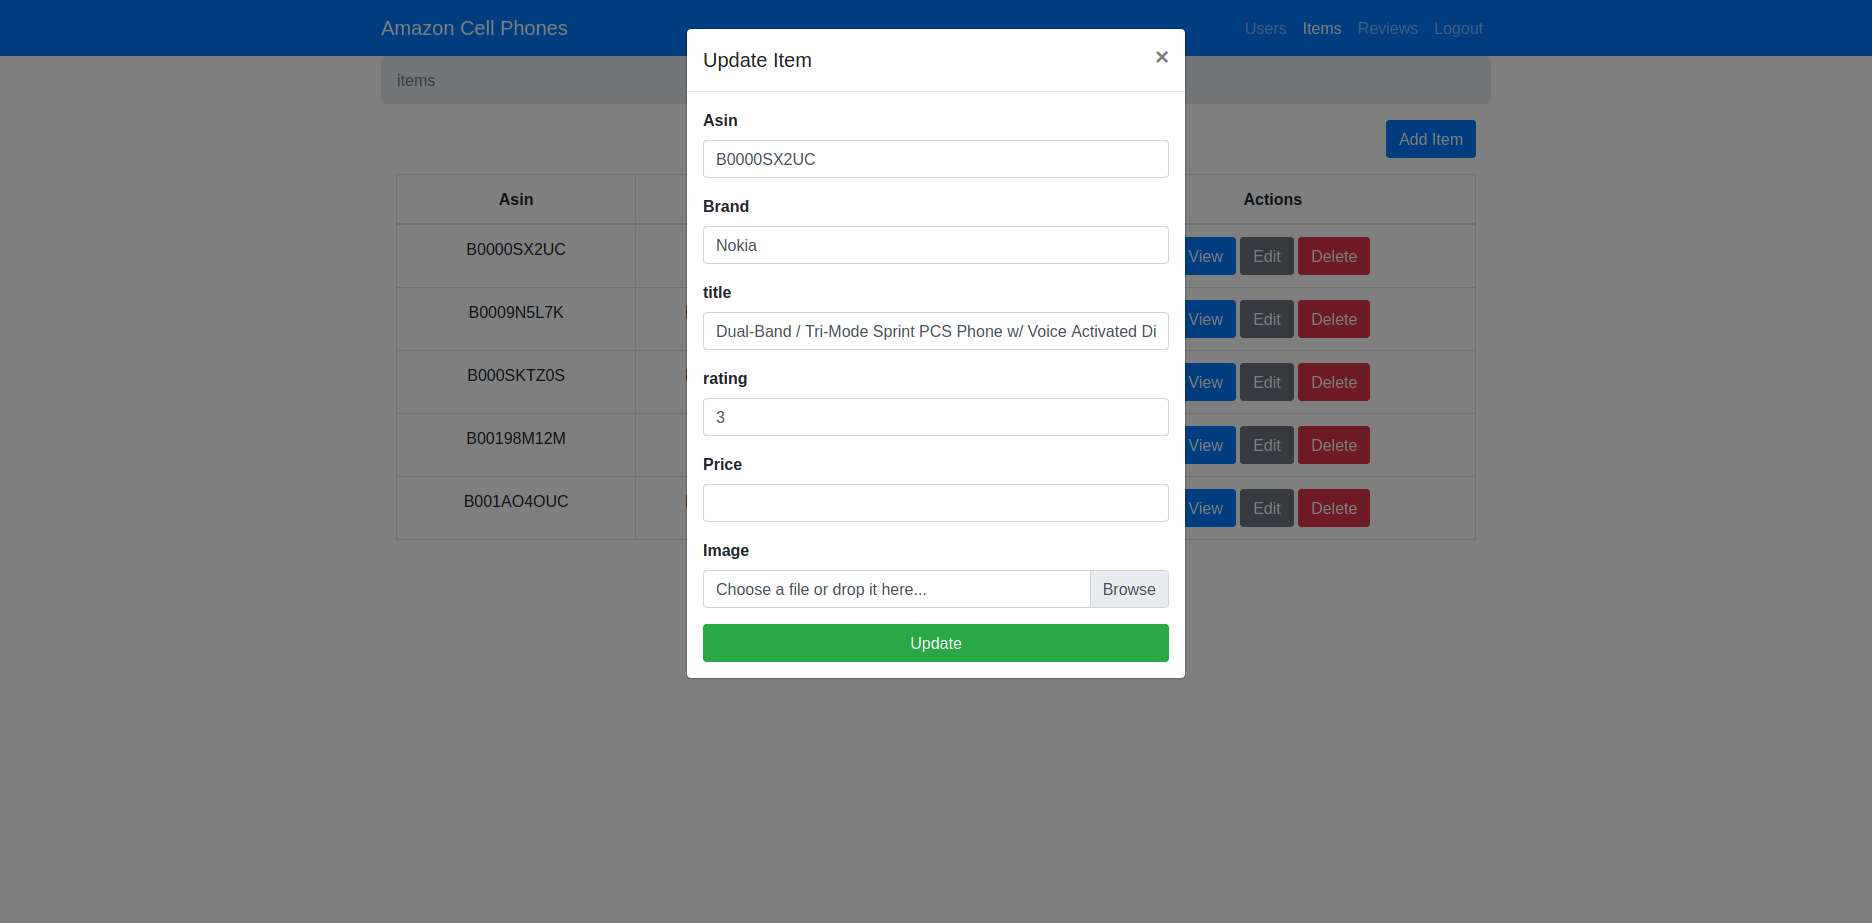 Amazon Cell Phones
Users Items Reviews Logout
items
Add Item
Asin Actions
B0000SX2UC View Edit Delete
B0009N5L7K View Edit Delete
B000SKTZ0S View Edit Delete
B00198M12M View Edit Delete
B001AO4OUC View Edit Delete
Update Item ×
Asin
B0000SX2UC
Brand
Nokia
title
Dual-Band / Tri-Mode Sprint PCS Phone w/ Voice Activated Di
rating
3
Price
Image
Choose a file or drop it here... Browse
Update